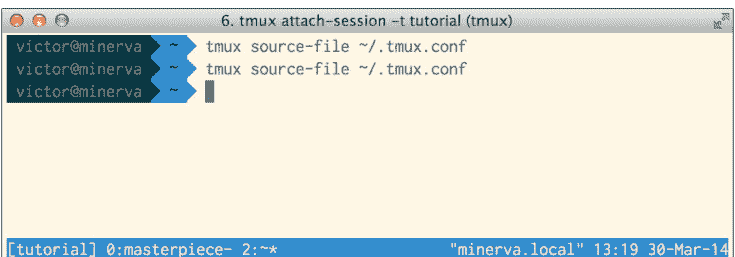 6. tmux attach-session -t tutorial (tmux)
victor@minerva ~ tmux source-file ~/.tmux.conf
victor@minerva ~ tmux source-file ~/.tmux.conf
victor@minerva ~
[tutorial] 0:masterpiece- 2:~* "minerva.local" 13:19 30-Mar-14